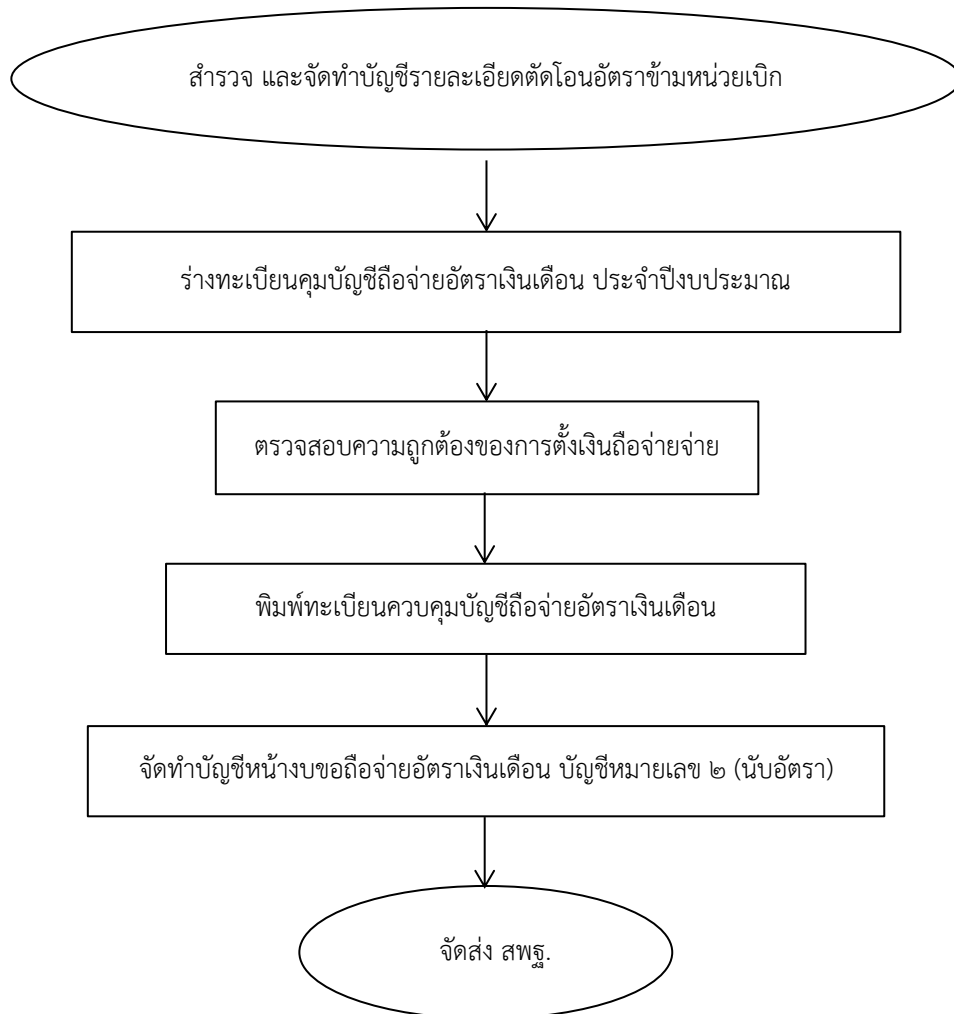 สำรวจ และจัดทำบัญชีรายละเอียดตัดโอนอัตราข้ามหน่วยเบิก
ร่างทะเบียนคุมบัญชีถือจ่ายอัตราเงินเดือน ประจำปีงบประมาณ
ตรวจสอบความถูกต้องของการตั้งเงินถือจ่ายจ่าย
พิมพ์ทะเบียนควบคุมบัญชีถือจ่ายอัตราเงินเดือน
จัดทำบัญชีหน้างบขอถือจ่ายอัตราเงินเดือน บัญชีหมายเลข ๒ (นับอัตรา)
จัดส่ง สพฐ.